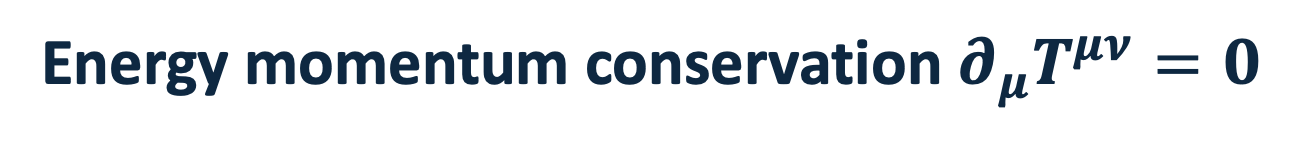 Energy momentum conservation ∂_μT^{μν} = 0